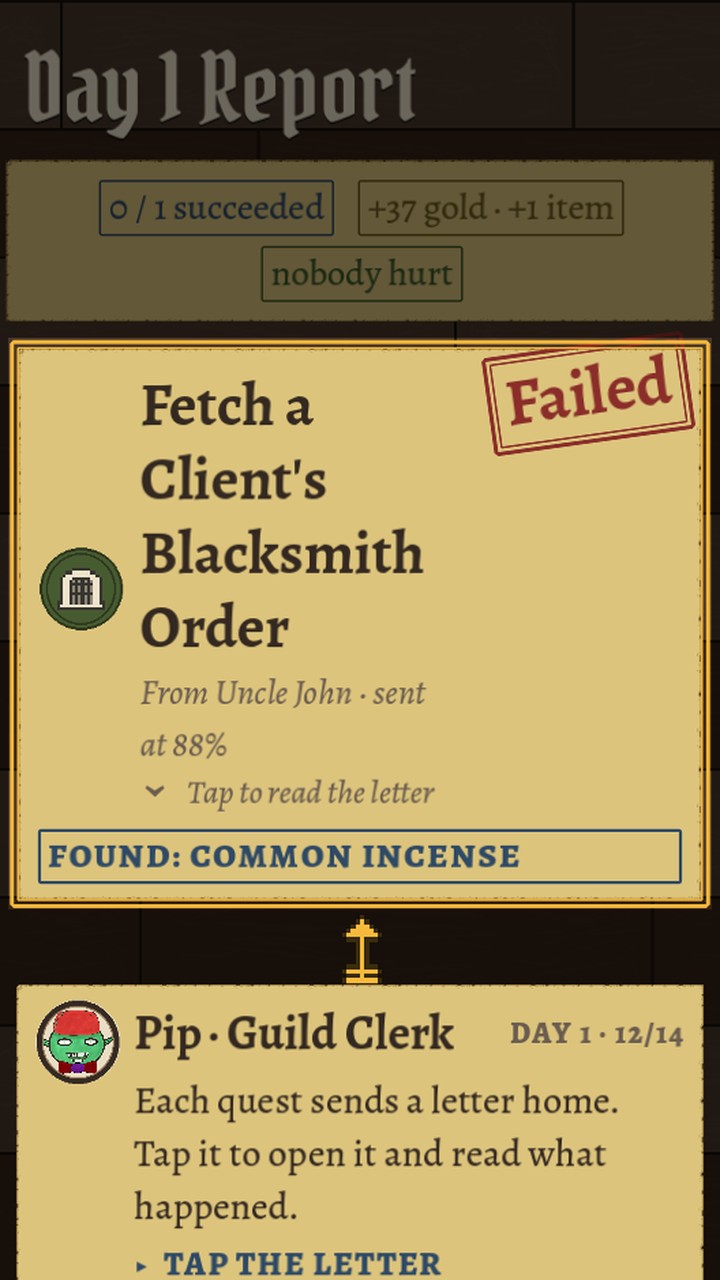 Day 1 Report
0 / 1 succeeded
+37 gold · +1 item
nobody hurt
Failed
Fetch a
Client's
Blacksmith
Order
From Uncle John · sent
at 88%
Tap to read the letter
FOUND: COMMON INCENSE
Pip · Guild Clerk
DAY 1 · 12/14
Each quest sends a letter home.
Tap it to open it and read what
happened.
▸ TAP THE LETTER